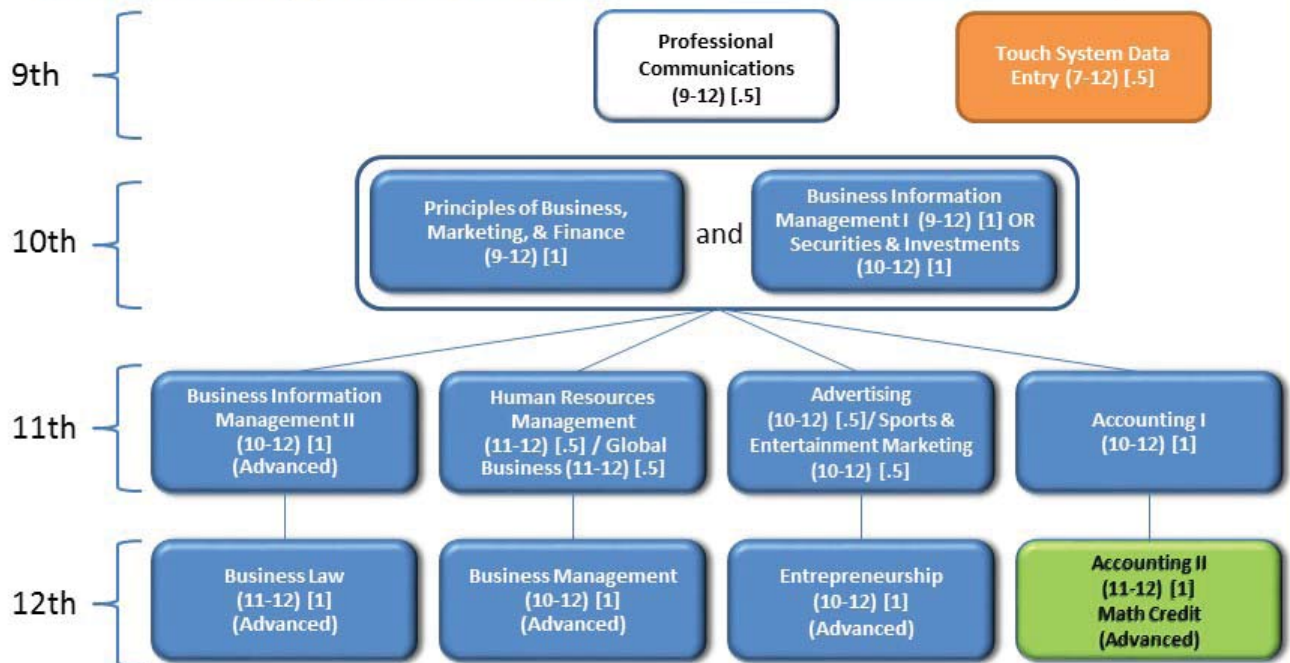 9th
Professional
Communications
(9-12) [.5]
Touch System Data
Entry (7-12) [.5]
10th
Principles of Business,
Marketing, & Finance
(9-12) [1]
and
Business Information
Management I (9-12) [1] OR
Securities & Investments
(10-12) [1]
11th
Business Information
Management II
(10-12) [1]
(Advanced)
Human Resources
Management
(11-12) [.5] / Global
Business (11-12) [.5]
Advertising
(10-12) [.5]/ Sports &
Entertainment Marketing
(10-12) [.5]
Accounting I
(10-12) [1]
12th
Business Law
(11-12) [1]
(Advanced)
Business Management
(10-12) [1]
(Advanced)
Entrepreneurship
(10-12) [1]
(Advanced)
Accounting II
(11-12) [1]
Math Credit
(Advanced)